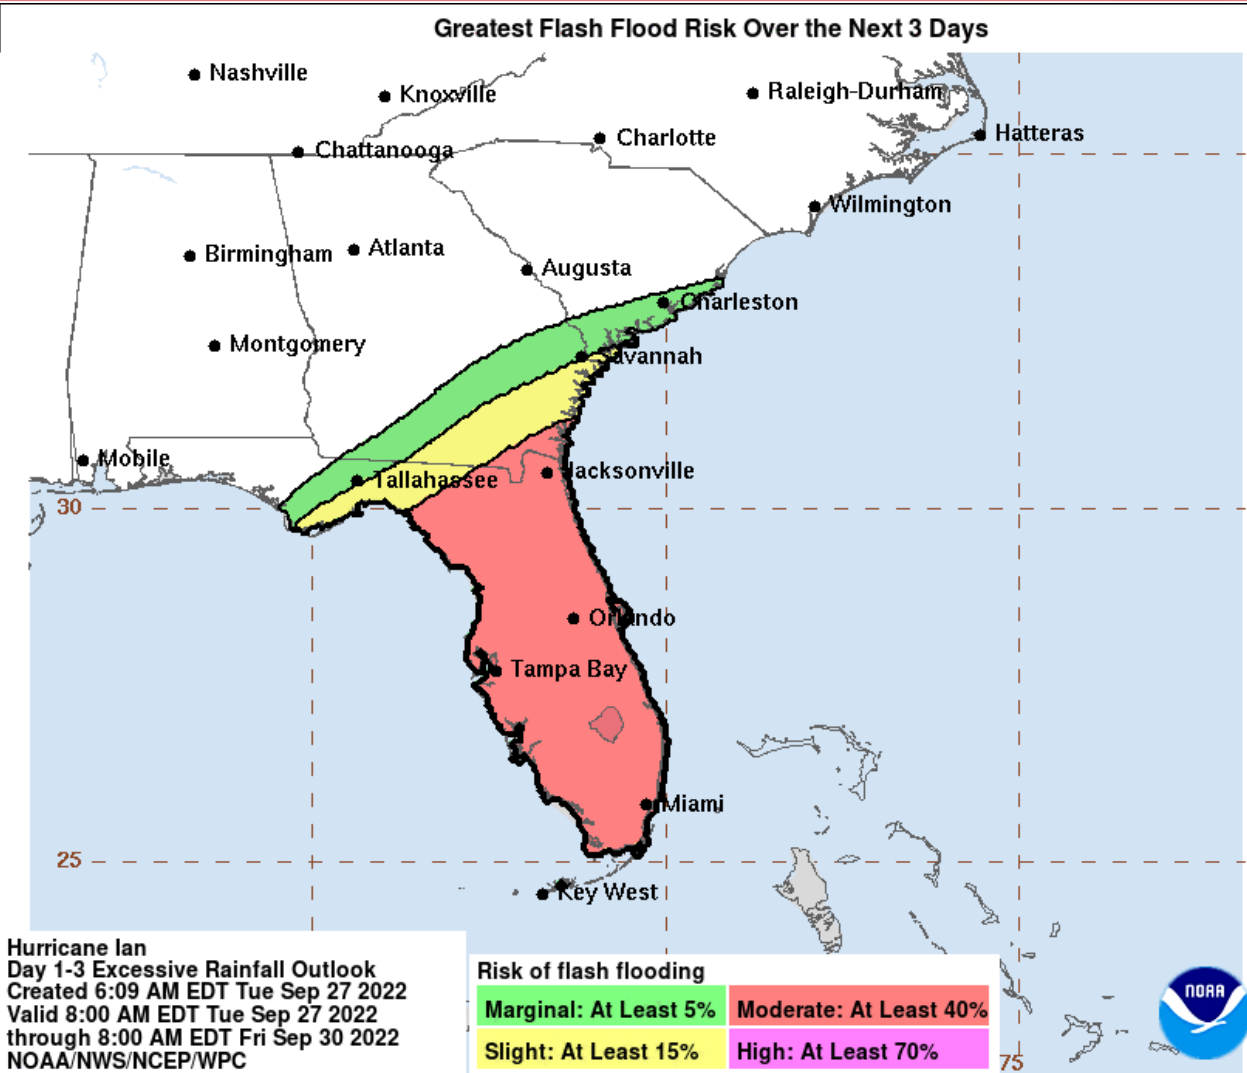 Greatest Flash Flood Risk Over the Next 3 Days
Nashville
Knoxville
Raleigh-Durham
Hatteras
Charlotte
Chattanooga
Wilmington
Birmingham
Atlanta
Augusta
Charleston
Montgomery
Savannah
Mobile
Tallahassee
Jacksonville
30
Orlando
Tampa Bay
Miami
25
Key West
Hurricane Ian
Day 1-3 Excessive Rainfall Outlook
Created 6:09 AM EDT Tue Sep 27 2022
Valid 8:00 AM EDT Tue Sep 27 2022
through 8:00 AM EDT Fri Sep 30 2022
NOAA/NWS/NCEP/WPC
Risk of flash flooding
Marginal: At Least 5%
Moderate: At Least 40%
Slight: At Least 15%
High: At Least 70%
75
NOAA